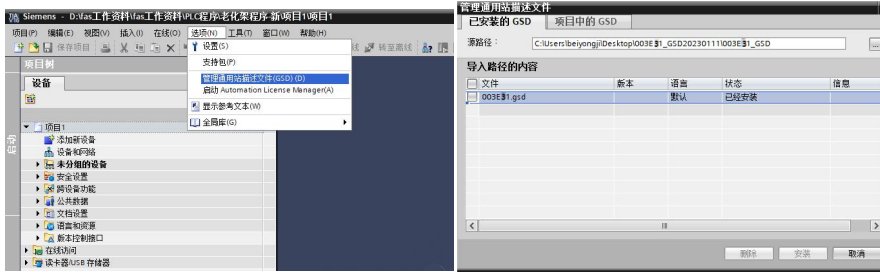 Siemens - D:\fas工作资料\fas工作资料\PLC程序\老化架程序-新\项目1\项目1
项目(P) 编辑(E) 视图(V) 插入(I) 在线(O) 选项(N) 工具(T) 窗口(W) 帮助(H)
保存项目
转至离线
设置(S)
支持包(P)
管理通用站描述文件(GSD) (D)
启动 Automation License Manager(A)
显示参考文本(W)
全局库(G)
项目树
设备
启动
项目1
添加新设备
设备和网络
未分组的设备
安全设置
跨设备功能
公共数据
文档设置
语言和资源
版本控制接口
在线访问
读卡器/USB 存储器
管理通用站描述文件
已安装的 GSD 项目中的 GSD
源路径:
导入路径的内容
文件 版本 语言 状态 信息
默认 已经安装
删除 安装 取消